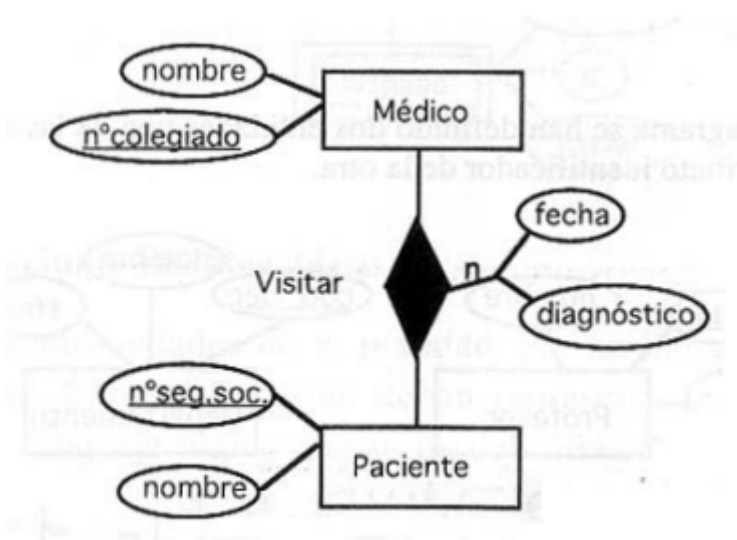 nombre
Médico
nºcolegiado
fecha
n
Visitar
diagnóstico
nºseg.soc.
Paciente
nombre